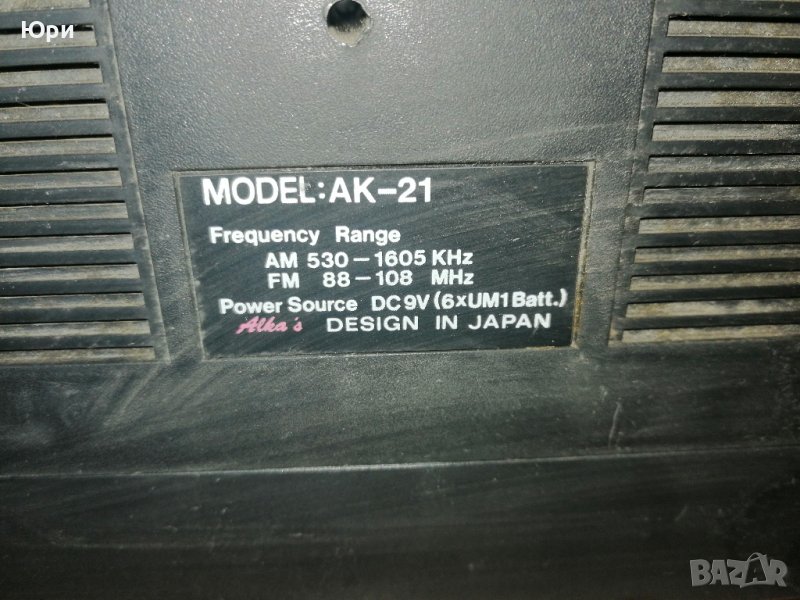 Юри
MODEL:AK-21
Frequency Range
AM 530-1605 KHz
FM 88-108 MHz
Power Source DC 9V (6xUM1 Batt.)
Alka's DESIGN IN JAPAN
BAZAR